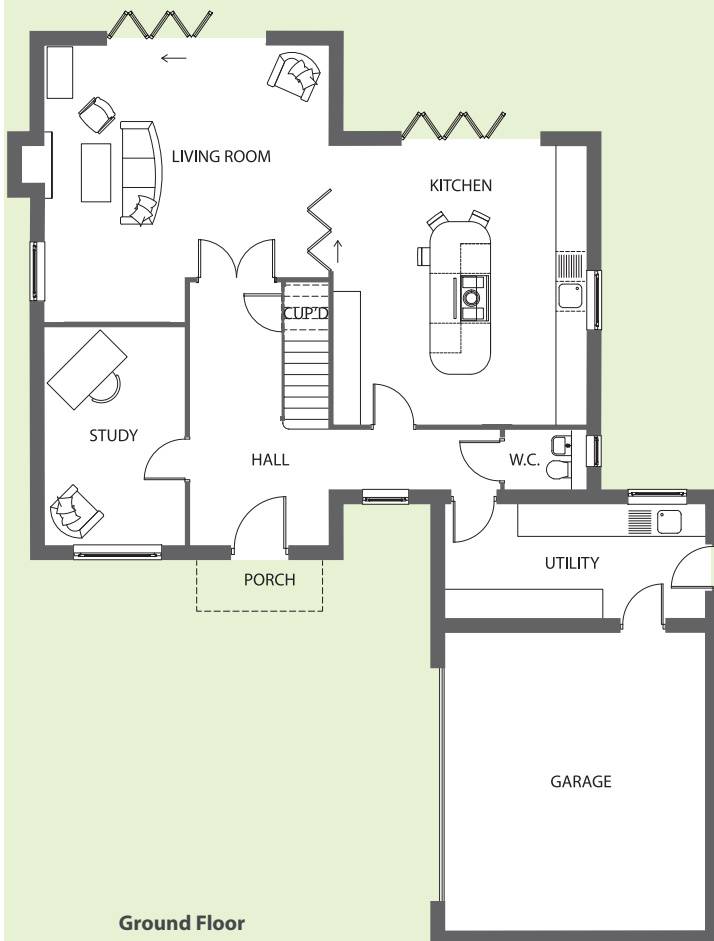 LIVING ROOM
KITCHEN
CUP'D
STUDY
HALL
W.C.
UTILITY
PORCH
GARAGE
Ground Floor